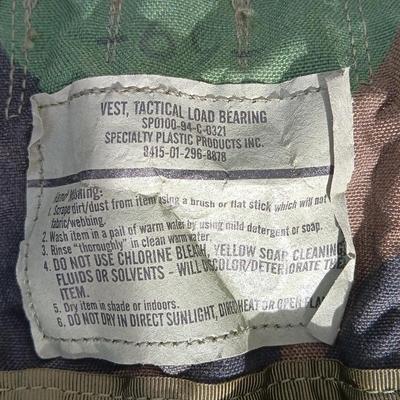 VEST, TACTICAL LOAD BEARING
SP0100-94-C-0321
SPECIALTY PLASTIC PRODUCTS INC.
8415-01-296-8878
Hand Washing:
1. Scrape dirt/dust from item using a brush or flat stick which will not
fabric/webbing.
2. Wash item in a pail of warm water by using mild detergent or soap.
3. Rinse "thoroughly" in clean warm water.
4. DO NOT USE CHLORINE BLEACH, YELLOW SOAP, CLEANING
FLUIDS OR SOLVENTS - WILL DISCOLOR/DETERIORATE THE
ITEM.
5. Dry item in shade or indoors.
6. DO NOT DRY IN DIRECT SUNLIGHT, DIRECT HEAT OR OPEN